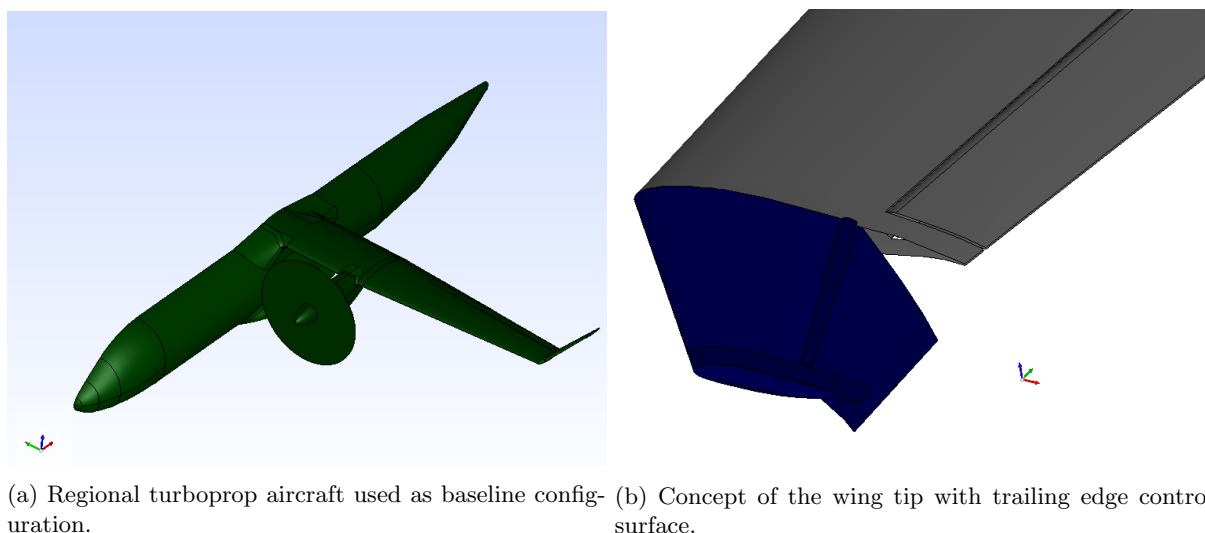 (a) Regional turboprop aircraft used as baseline config-
uration.
(b) Concept of the wing tip with trailing edge contro
surface.